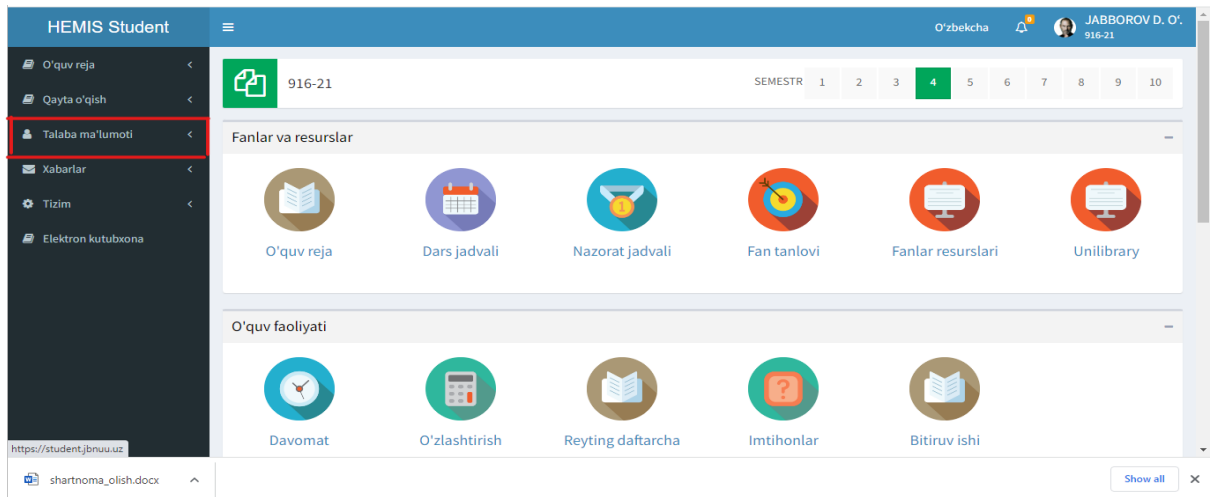 HEMIS Student
O'zbekcha
0
JABBOROV D. O'.
916-21
O'quv reja
Qayta o'qish
Talaba ma'lumoti
Xabarlar
Tizim
Elektron kutubxona
916-21
SEMESTR 1 2 3 4 5 6 7 8 9 10
Fanlar va resurslar
1
O'quv reja Dars jadvali Nazorat jadvali Fan tanlovi Fanlar resurslari Unilibrary
O'quv faoliyati
?
Davomat O'zlashtirish Reyting daftarcha Imtihonlar Bitiruv ishi
https://student.jbnuu.uz
shartnoma_olish.docx
Show all